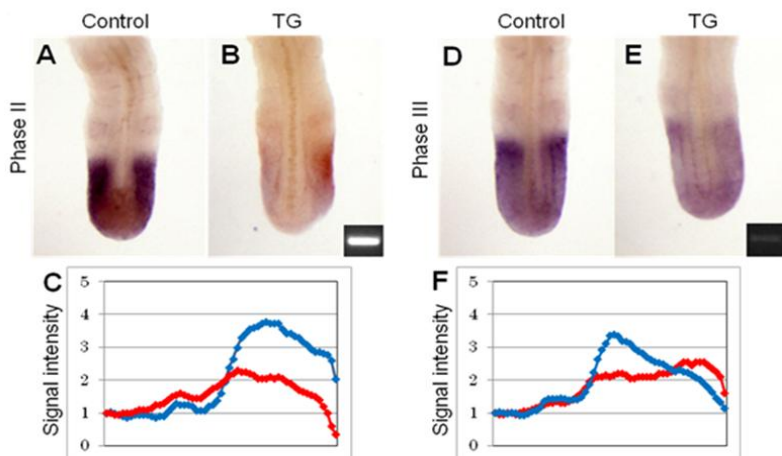 Control TG Control TG
A B D E
Phase II Phase III
C F
Signal intensity Signal intensity
5 5
4 4
3 3
2 2
1 1
0 0